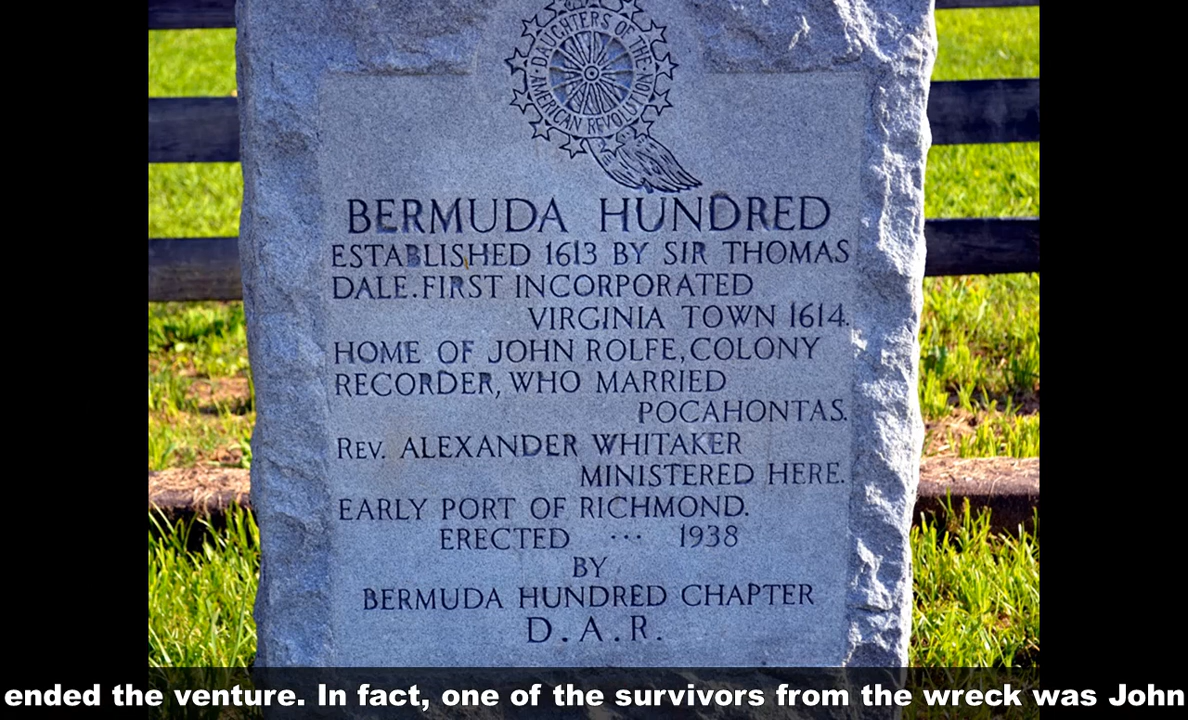 DAUGHTERS OF THE
AMERICAN REVOLUTION
BERMUDA HUNDRED
ESTABLISHED 1613 BY SIR THOMAS
DALE. FIRST INCORPORATED
VIRGINIA TOWN 1614.
HOME OF JOHN ROLFE, COLONY
RECORDER, WHO MARRIED
POCAHONTAS.
REV. ALEXANDER WHITAKER
MINISTERED HERE.
EARLY PORT OF RICHMOND.
ERECTED ... 1938
BY
BERMUDA HUNDRED CHAPTER
D.A.R.
ended the venture. In fact, one of the survivors from the wreck was John